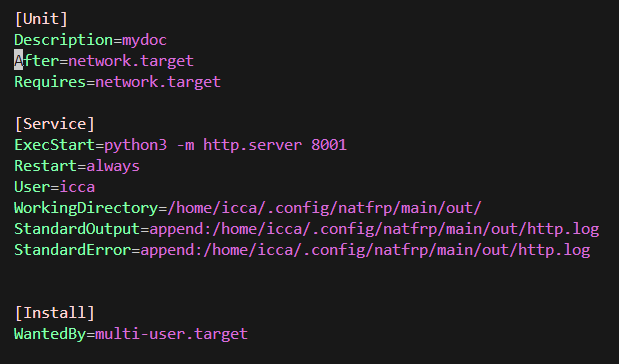 [Unit]
Description=mydoc
After=network.target
Requires=network.target
[Service]
ExecStart=python3 -m http.server 8001
Restart=always
User=icca
WorkingDirectory=/home/icca/.config/natfrp/main/out/
StandardOutput=append:/home/icca/.config/natfrp/main/out/http.log
StandardError=append:/home/icca/.config/natfrp/main/out/http.log
[Install]
WantedBy=multi-user.target